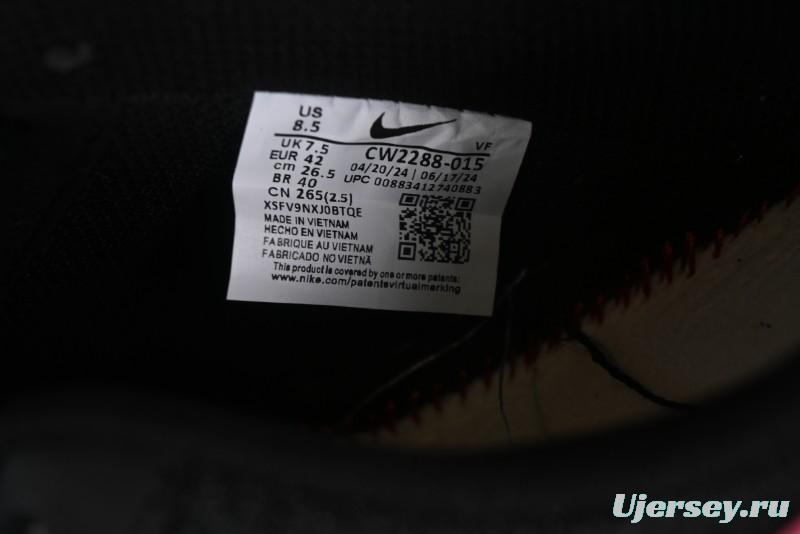 US
8.5
VF
UK 7.5
CW2288-015
EUR 42
04/20/24 | 06/17/24
cm 26.5
UPC 00883412740883
BR 40
CN 265(2.5)
XSFV9NXJ0BTQE
MADE IN VIETNAM
HECHO EN VIETNAM
FABRIQUE AU VIETNAM
FABRICADO NO VIETNÃ
This product is covered by one or more patents:
www.nike.com/patentsvirtualmerking
Ujersey.ru